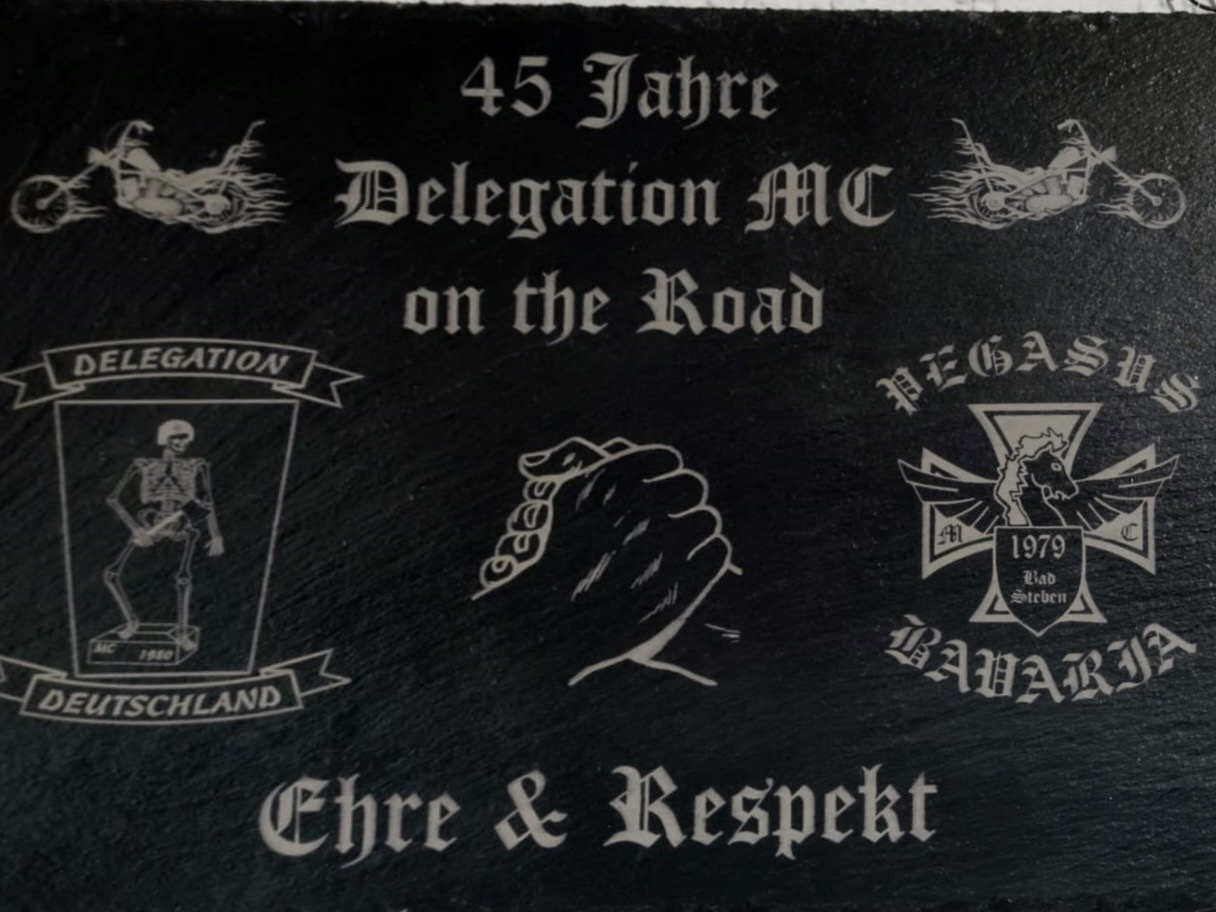 45 Jahre
Delegation MC
on the Road
DELEGATION
MC 1980
DEUTSCHLAND
PEGASUS
M C
1979
Bad
Steben
BAVARIA
Ehre & Respekt